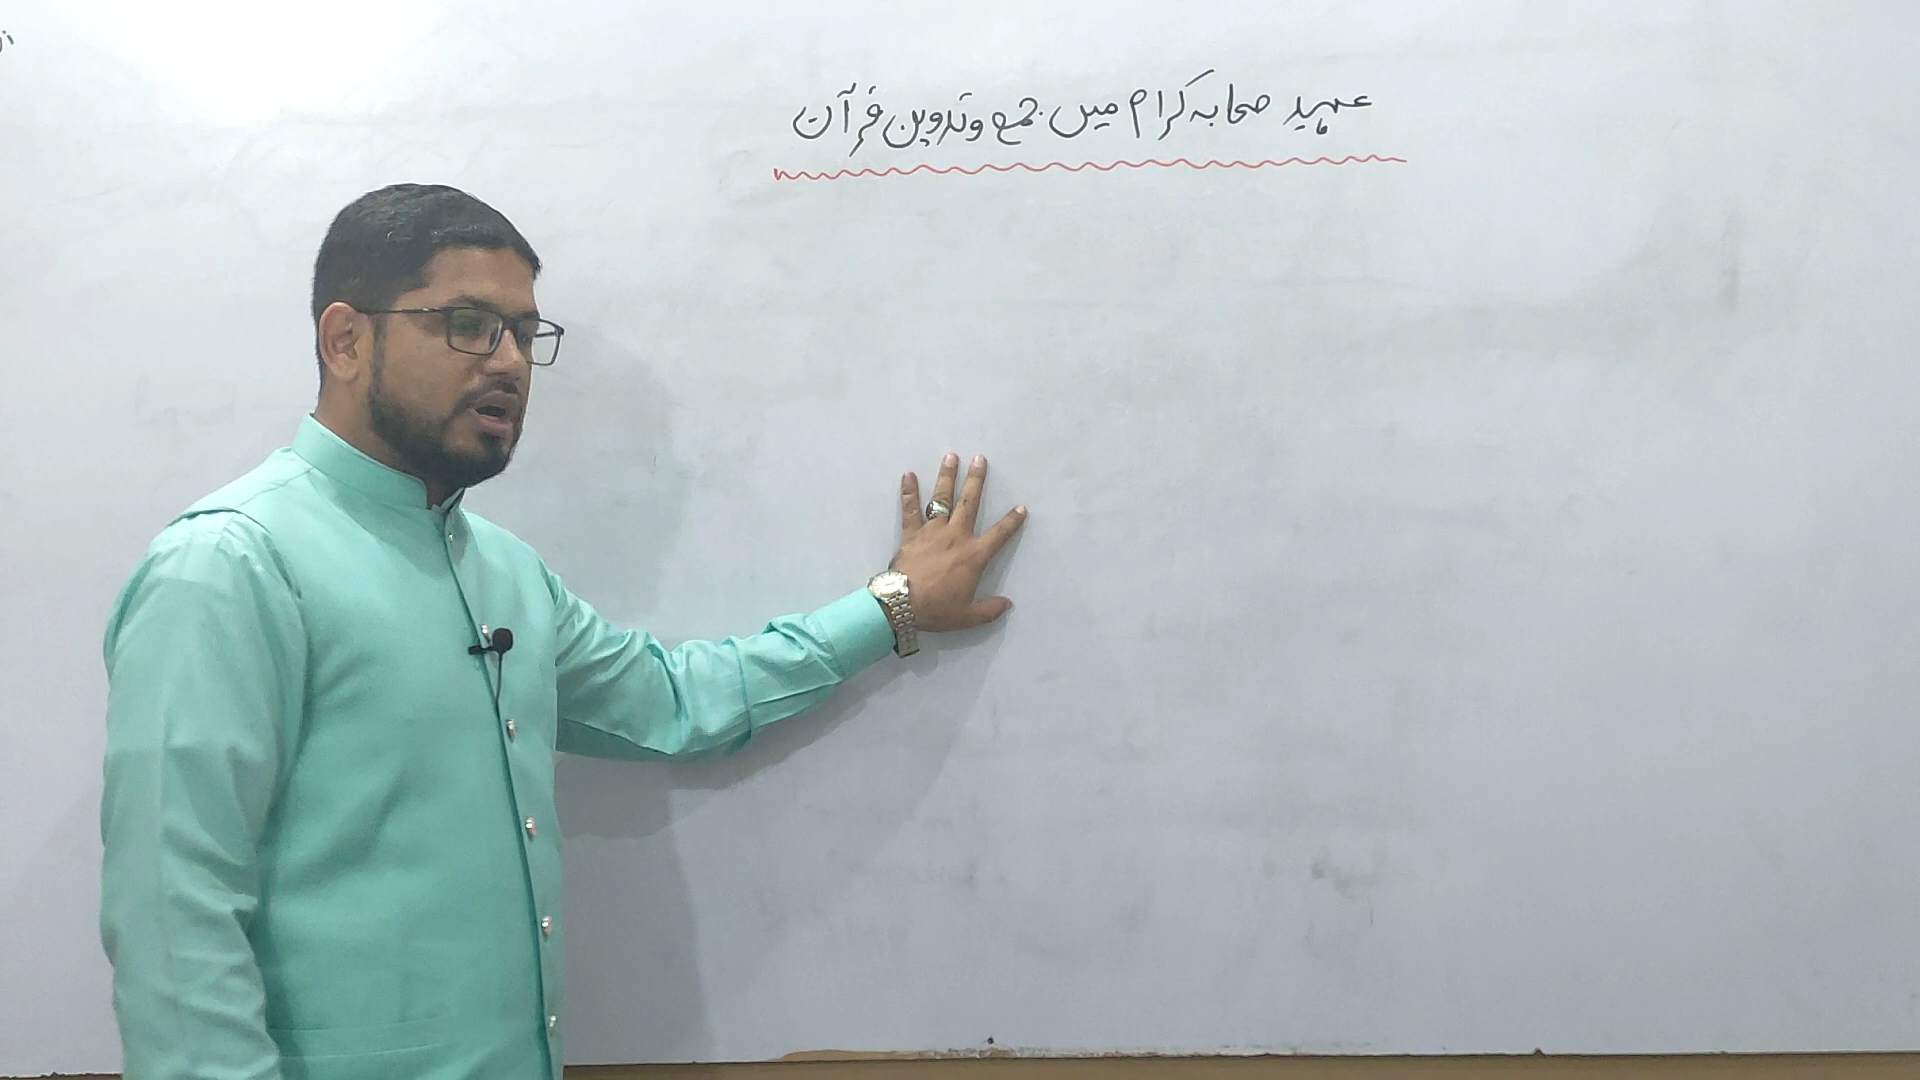 عہد صحابہ کرام میں جمع و تدوین قرآن